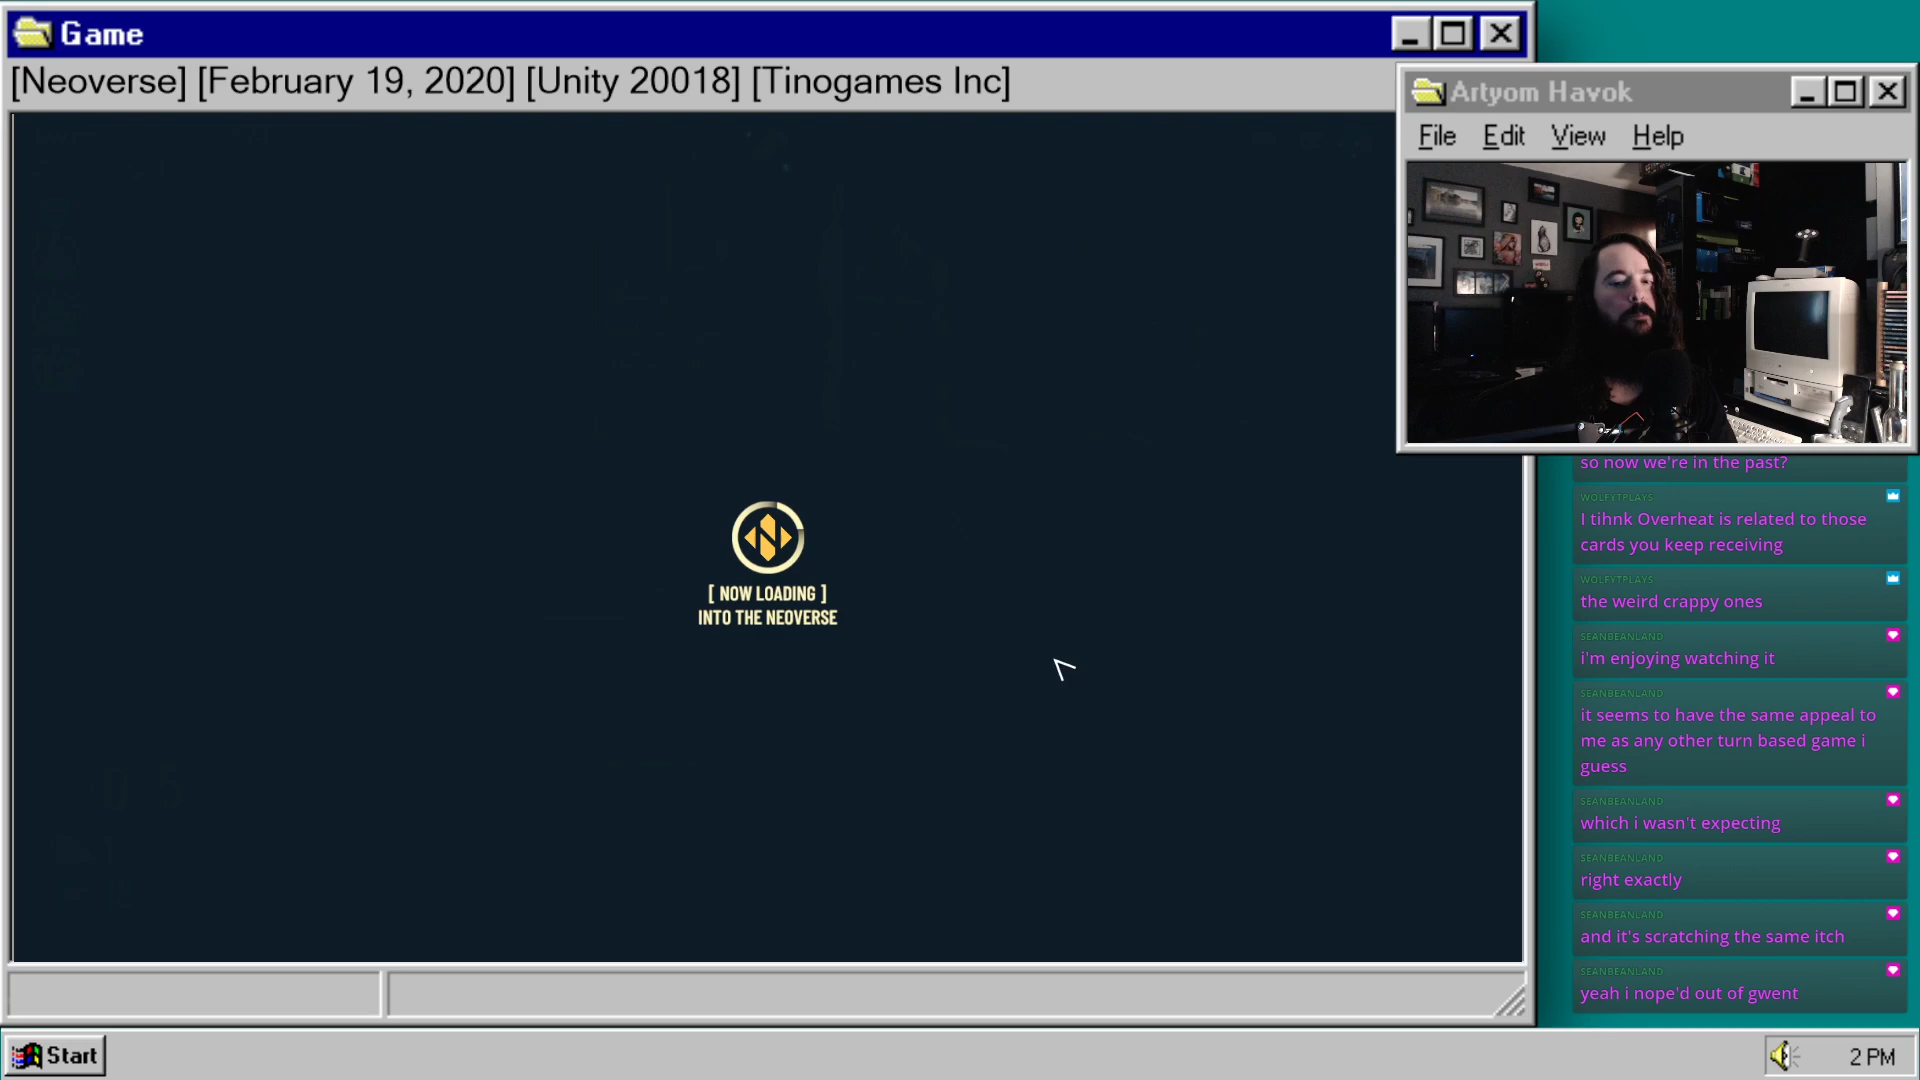 Game
[Neoverse] [February 19, 2020] [Unity 20018] [Tinogames Inc]
Artyom Havok
File Edit View Help
[ NOW LOADING ]
INTO THE NEOVERSE
so now we're in the past?
WOLFYTPLAYS
I tihnk Overheat is related to those
cards you keep receiving
WOLFYTPLAYS
the weird crappy ones
SEANBEANLAND
i'm enjoying watching it
SEANBEANLAND
it seems to have the same appeal to
me as any other turn based game i
guess
SEANBEANLAND
which i wasn't expecting
SEANBEANLAND
right exactly
SEANBEANLAND
and it's scratching the same itch
SEANBEANLAND
yeah i nope'd out of gwent
Start
2 PM